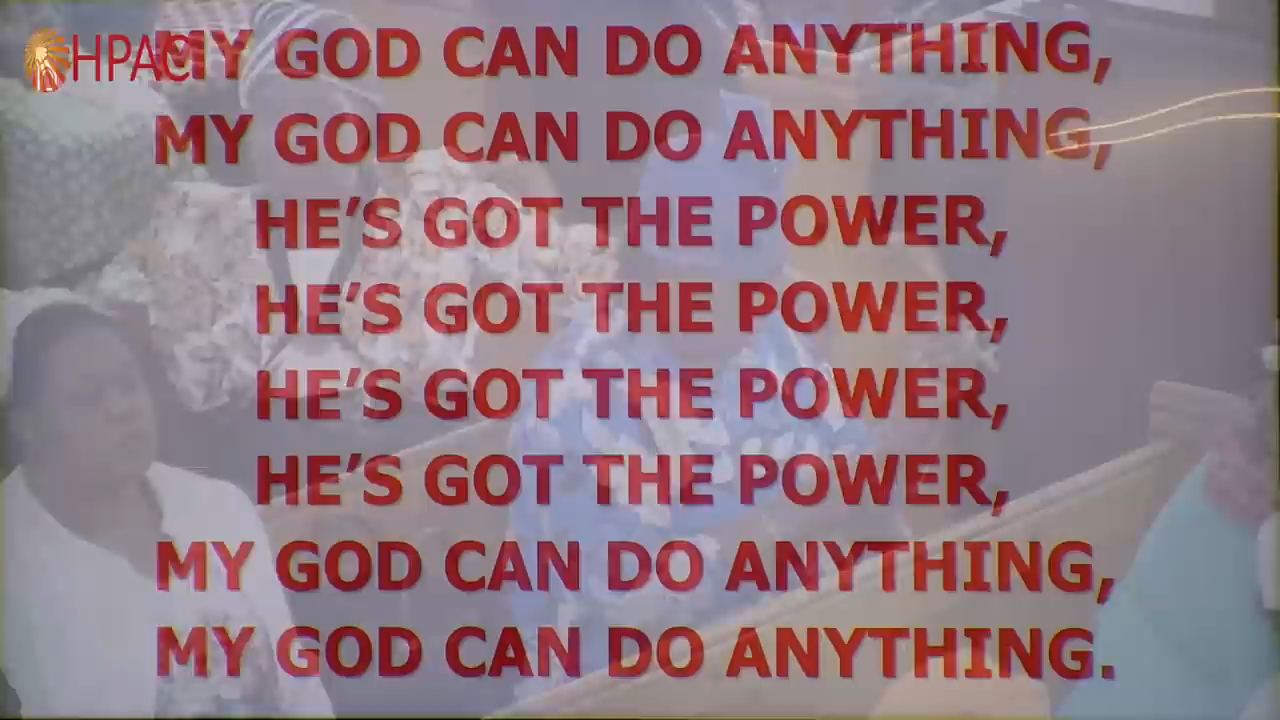 HPAC
MY GOD CAN DO ANYTHING,
MY GOD CAN DO ANYTHING,
HE’S GOT THE POWER,
HE’S GOT THE POWER,
HE’S GOT THE POWER,
HE’S GOT THE POWER,
MY GOD CAN DO ANYTHING,
MY GOD CAN DO ANYTHING.